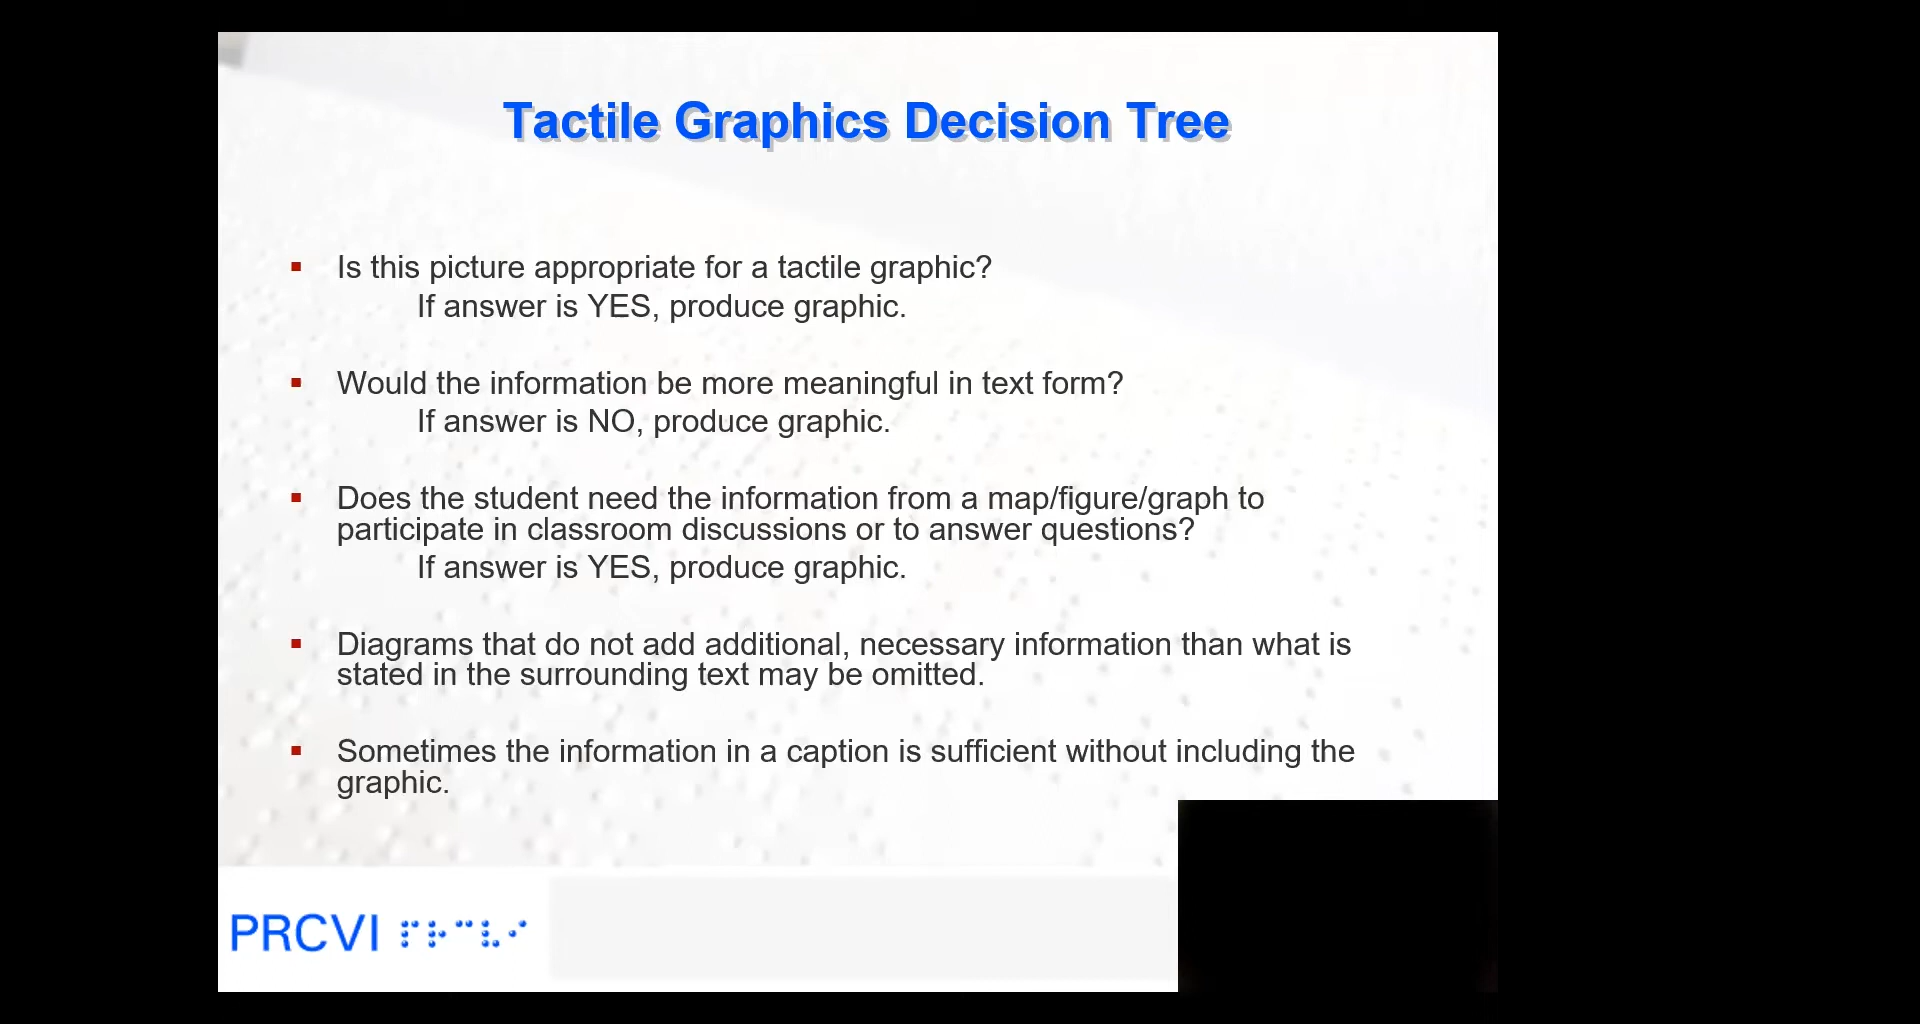 Tactile Graphics Decision Tree
▪ Is this picture appropriate for a tactile graphic?
If answer is YES, produce graphic.
▪ Would the information be more meaningful in text form?
If answer is NO, produce graphic.
▪ Does the student need the information from a map/figure/graph to
participate in classroom discussions or to answer questions?
If answer is YES, produce graphic.
▪ Diagrams that do not add additional, necessary information than what is
stated in the surrounding text may be omitted.
▪ Sometimes the information in a caption is sufficient without including the
graphic.
PRCVI ⠏⠗⠉⠧⠊